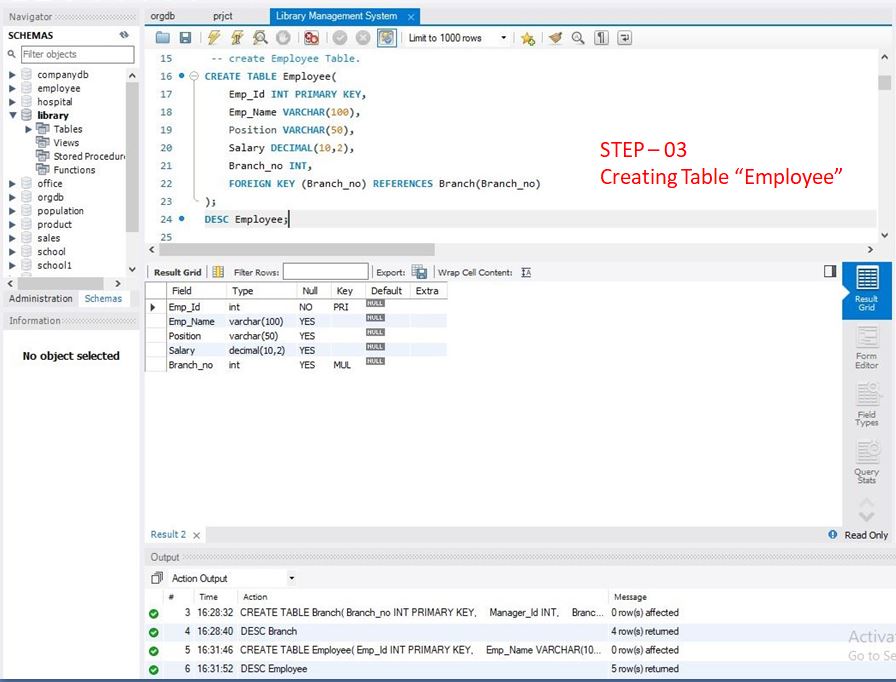 Navigator
SCHEMAS
Filter objects
companydb
employee
hospital
library
Tables
Views
Stored Procedure
Functions
office
orgdb
population
product
sales
school
school1
Administration Schemas
Information
No object selected
orgdb prjct Library Management System
Limit to 1000 rows
15 -- create Employee Table.
16 CREATE TABLE Employee(
17 Emp_Id INT PRIMARY KEY,
18 Emp_Name VARCHAR(100),
19 Position VARCHAR(50),
20 Salary DECIMAL(10,2),
21 Branch_no INT,
22 FOREIGN KEY (Branch_no) REFERENCES Branch(Branch_no)
23 );
24 DESC Employee;
25
STEP – 03
Creating Table “Employee”
Result Grid Filter Rows: Export: Wrap Cell Content: IA
Field Type Null Key Default Extra
Emp_Id int NO PRI NULL
Emp_Name varchar(100) YES NULL
Position varchar(50) YES NULL
Salary decimal(10,2) YES NULL
Branch_no int YES MUL NULL
Result
Grid
Form
Editor
Field
Types
Query
Stats
Result 2 Read Only
Output
Action Output
# Time Action Message
3 16:28:32 CREATE TABLE Branch( Branch_no INT PRIMARY KEY, Manager_Id INT, Branc... 0 row(s) affected
4 16:28:40 DESC Branch 4 row(s) returned
5 16:31:46 CREATE TABLE Employee( Emp_Id INT PRIMARY KEY, Emp_Name VARCHAR(10... 0 row(s) affected
6 16:31:52 DESC Employee 5 row(s) returned
Activa
Go to Se